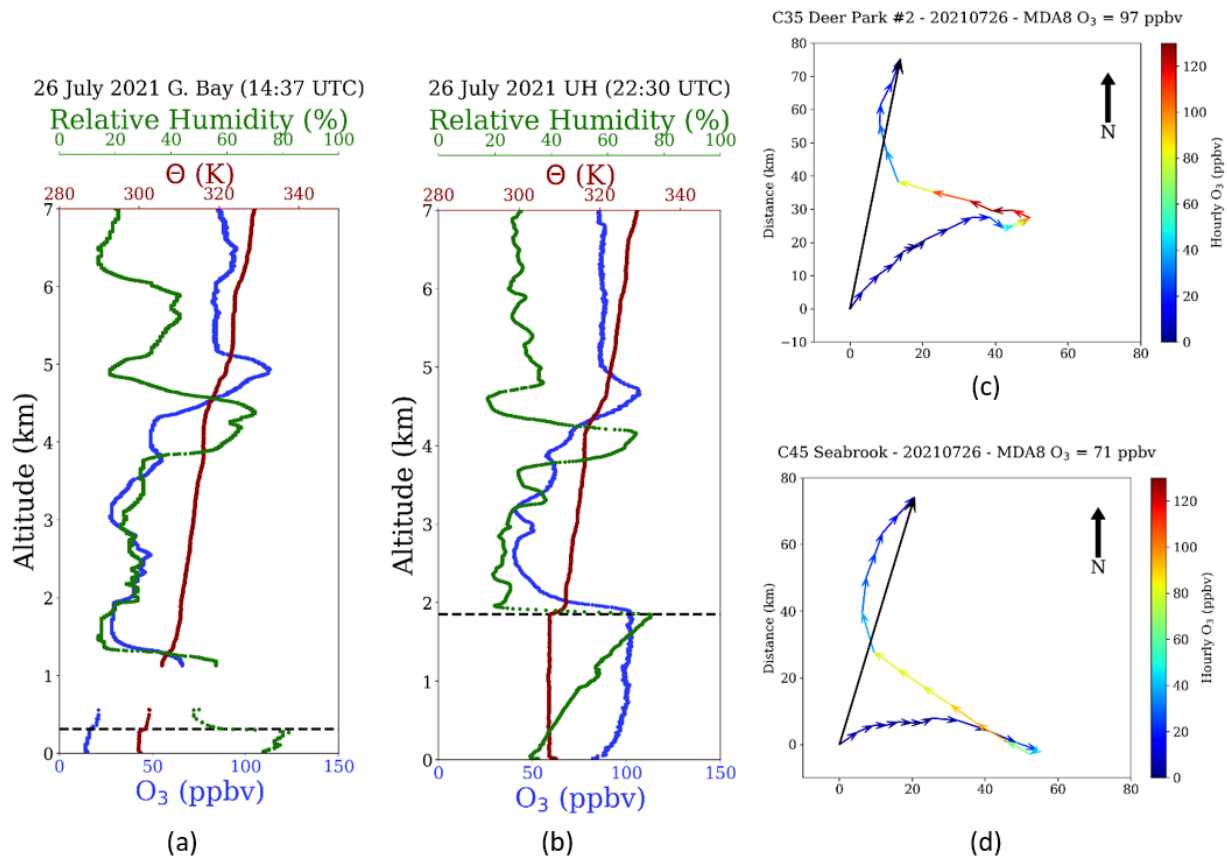 26 July 2021 G. Bay (14:37 UTC)
Relative Humidity (%)
0 20 40 60 80 100
Θ (K)
280 300 320 340
7
6
5
4
3
2
1
0
Altitude (km)
0 50 100 150
O₃ (ppbv)
(a)
26 July 2021 UH (22:30 UTC)
Relative Humidity (%)
0 20 40 60 80 100
Θ (K)
280 300 320 340
7
6
5
4
3
2
1
0
Altitude (km)
0 50 100 150
O₃ (ppbv)
(b)
C35 Deer Park #2 - 20210726 - MDA8 O₃ = 97 ppbv
80
70
60
50
40
30
20
10
0
−10
Distance (km)
N
0 20 40 60 80
120
100
80
60
40
20
0
Hourly O₃ (ppbv)
(c)
C45 Seabrook - 20210726 - MDA8 O₃ = 71 ppbv
80
60
40
20
0
Distance (km)
N
0 20 40 60 80
120
100
80
60
40
20
0
Hourly O₃ (ppbv)
(d)